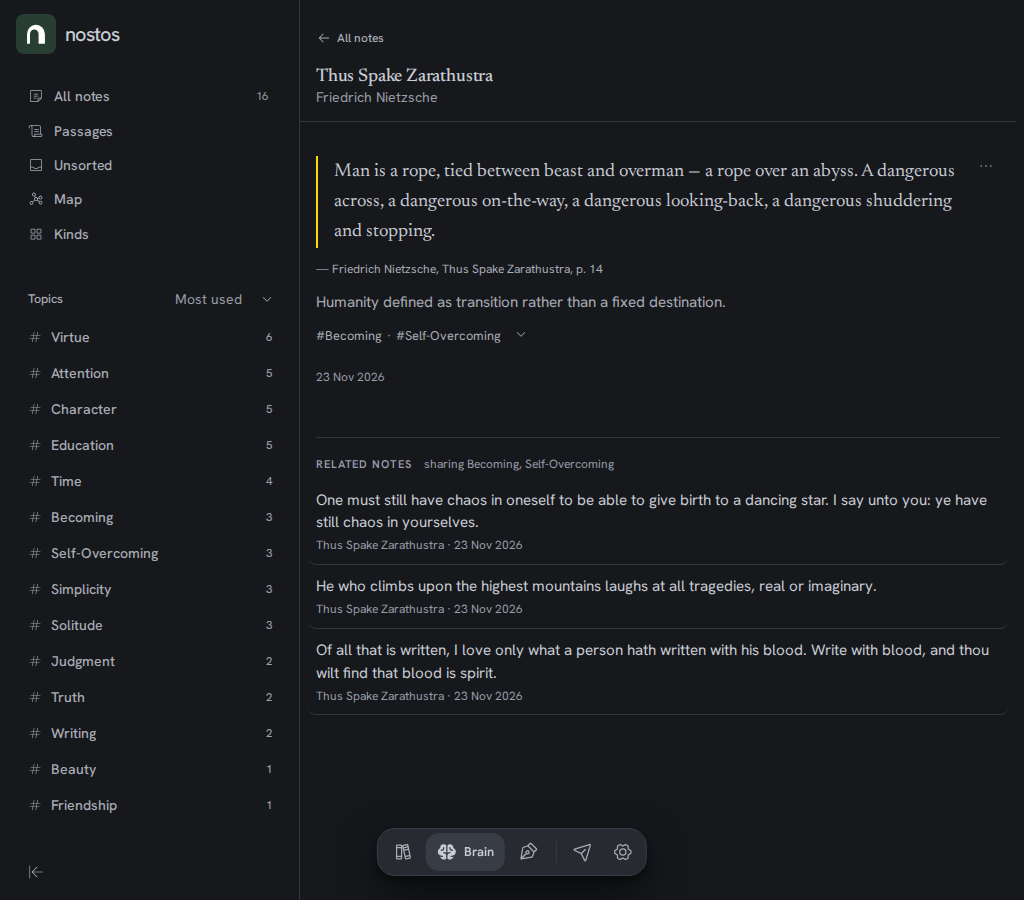 nostos
All notes 16
Passages
Unsorted
Map
Kinds
Topics Most used
# Virtue 6
# Attention 5
# Character 5
# Education 5
# Time 4
# Becoming 3
# Self-Overcoming 3
# Simplicity 3
# Solitude 3
# Judgment 2
# Truth 2
# Writing 2
# Beauty 1
# Friendship 1
← All notes
Thus Spake Zarathustra
Friedrich Nietzsche
Man is a rope, tied between beast and overman — a rope over an abyss. A dangerous
across, a dangerous on-the-way, a dangerous looking-back, a dangerous shuddering
and stopping.
— Friedrich Nietzsche, Thus Spake Zarathustra, p. 14
Humanity defined as transition rather than a fixed destination.
#Becoming · #Self-Overcoming
23 Nov 2026
RELATED NOTES sharing Becoming, Self-Overcoming
One must still have chaos in oneself to be able to give birth to a dancing star. I say unto you: ye have
still chaos in yourselves.
Thus Spake Zarathustra · 23 Nov 2026
He who climbs upon the highest mountains laughs at all tragedies, real or imaginary.
Thus Spake Zarathustra · 23 Nov 2026
Of all that is written, I love only what a person hath written with his blood. Write with blood, and thou
wilt find that blood is spirit.
Thus Spake Zarathustra · 23 Nov 2026
Brain